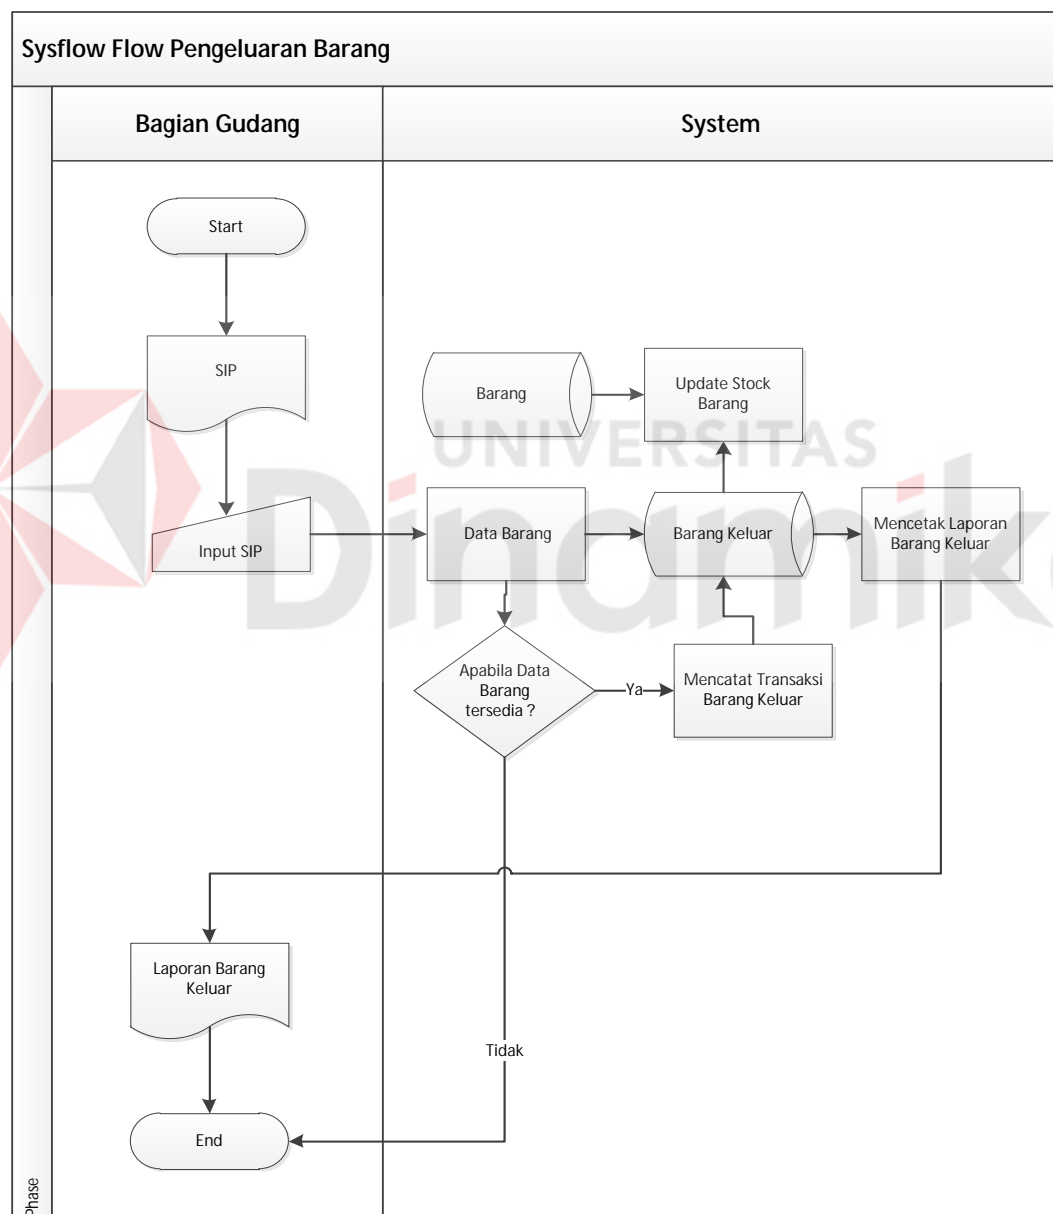 Sysflow Flow Pengeluaran Barang
Bagian Gudang
System
Start
SIP
Barang
Update Stock
Barang
UNIVERSITAS
Dinamika
Input SIP
Data Barang
Barang Keluar
Mencetak Laporan
Barang Keluar
Apabila Data
Barang
tersedia ?
Ya
Mencatat Transaksi
Barang Keluar
Laporan Barang
Keluar
Tidak
End
Phase